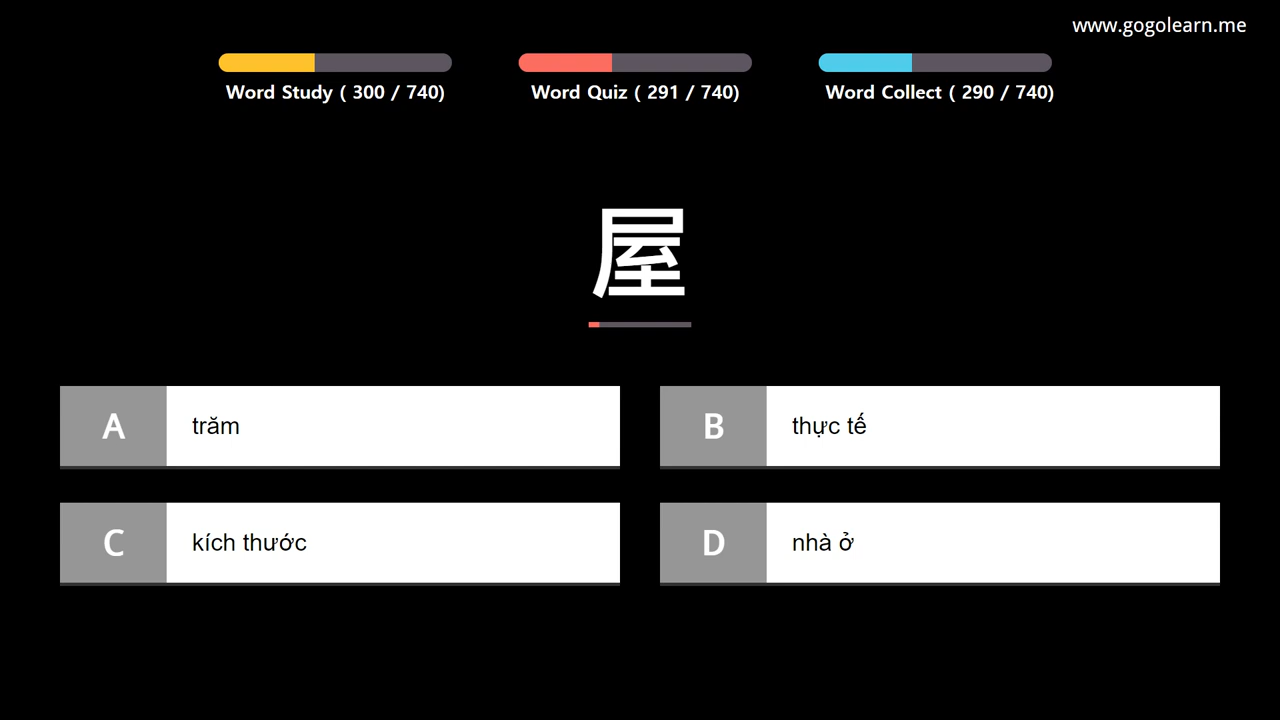 www.gogolearn.me
Word Study ( 300 / 740)
Word Quiz ( 291 / 740)
Word Collect ( 290 / 740)
屋
A trăm
B thực tế
C kích thước
D nhà ở